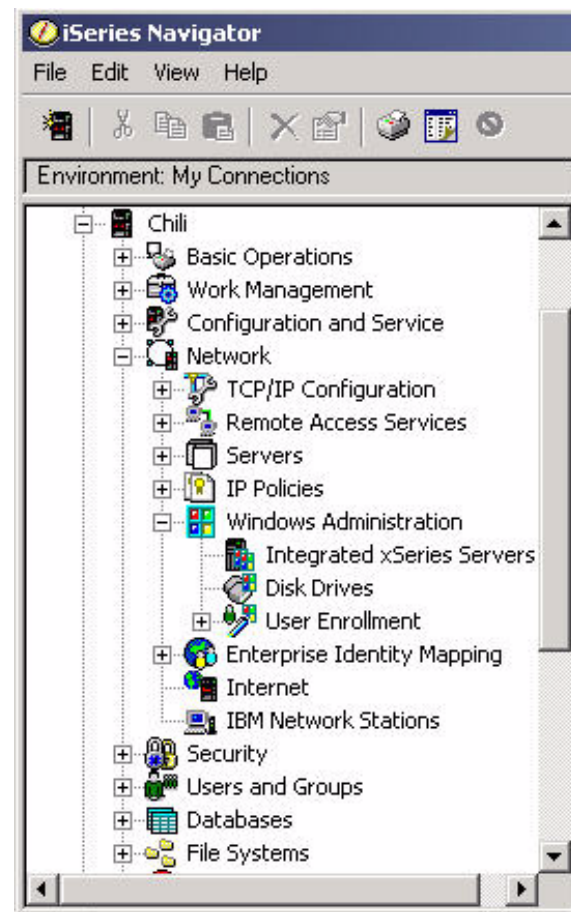 iSeries Navigator
File Edit View Help
Environment: My Connections
Chili
Basic Operations
Work Management
Configuration and Service
Network
TCP/IP Configuration
Remote Access Services
Servers
IP Policies
Windows Administration
Integrated xSeries Servers
Disk Drives
User Enrollment
Enterprise Identity Mapping
Internet
IBM Network Stations
Security
Users and Groups
Databases
File Systems